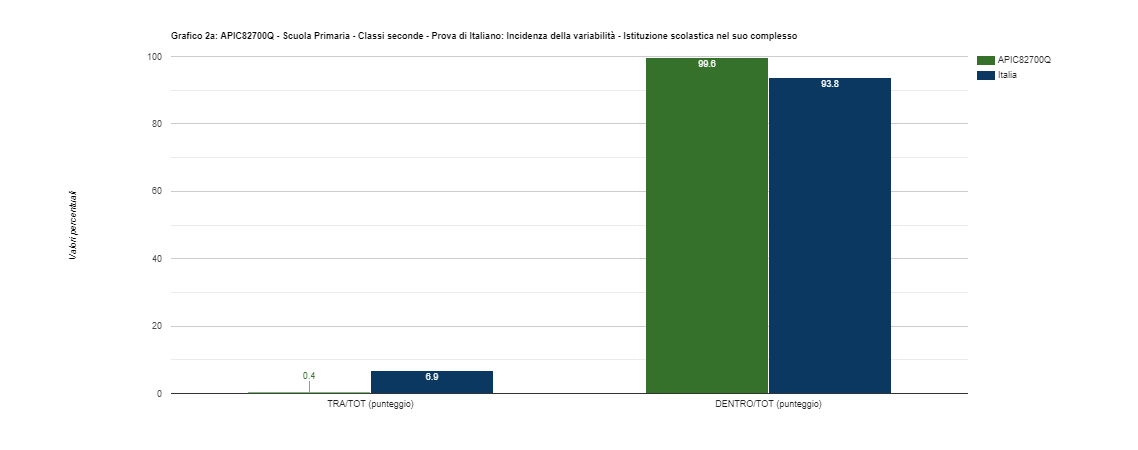 Grafico 2a: APIC82700Q - Scuola Primaria - Classi seconde - Prova di Italiano: Incidenza della variabilità - Istituzione scolastica nel suo complesso
100
80
60
40
20
0
Valori percentuali
99.6
93.8
0.4
6.9
TRA/TOT (punteggio)
DENTRO/TOT (punteggio)
APIC82700Q
Italia